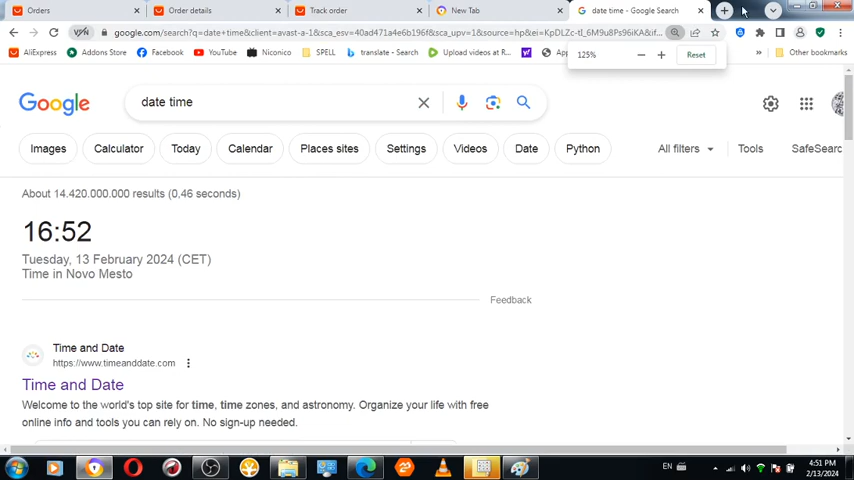 Orders
Order details
Track order
New Tab
date time - Google Search
google.com/search?q=date+time&client=avast-a-1&sca_esv=40ad471a4e6b196f&sca_upv=1&source=hp&ei=KpDLZc-tI_6M9u8Ps96iKA&if...
AliExpress
Addons Store
Facebook
YouTube
Niconico
SPELL
translate - Search
Upload videos at R...
»
Other bookmarks
125%
Reset
Google
date time
Images
Calculator
Today
Calendar
Places sites
Settings
Videos
Date
Python
All filters
Tools
SafeSearc
About 14.420.000.000 results (0,46 seconds)
16:52
Tuesday, 13 February 2024 (CET)
Time in Novo Mesto
Feedback
Time and Date
https://www.timeanddate.com
Time and Date
Welcome to the world's top site for time, time zones, and astronomy. Organize your life with free
online info and tools you can rely on. No sign-up needed.
EN
4:51 PM
2/13/2024